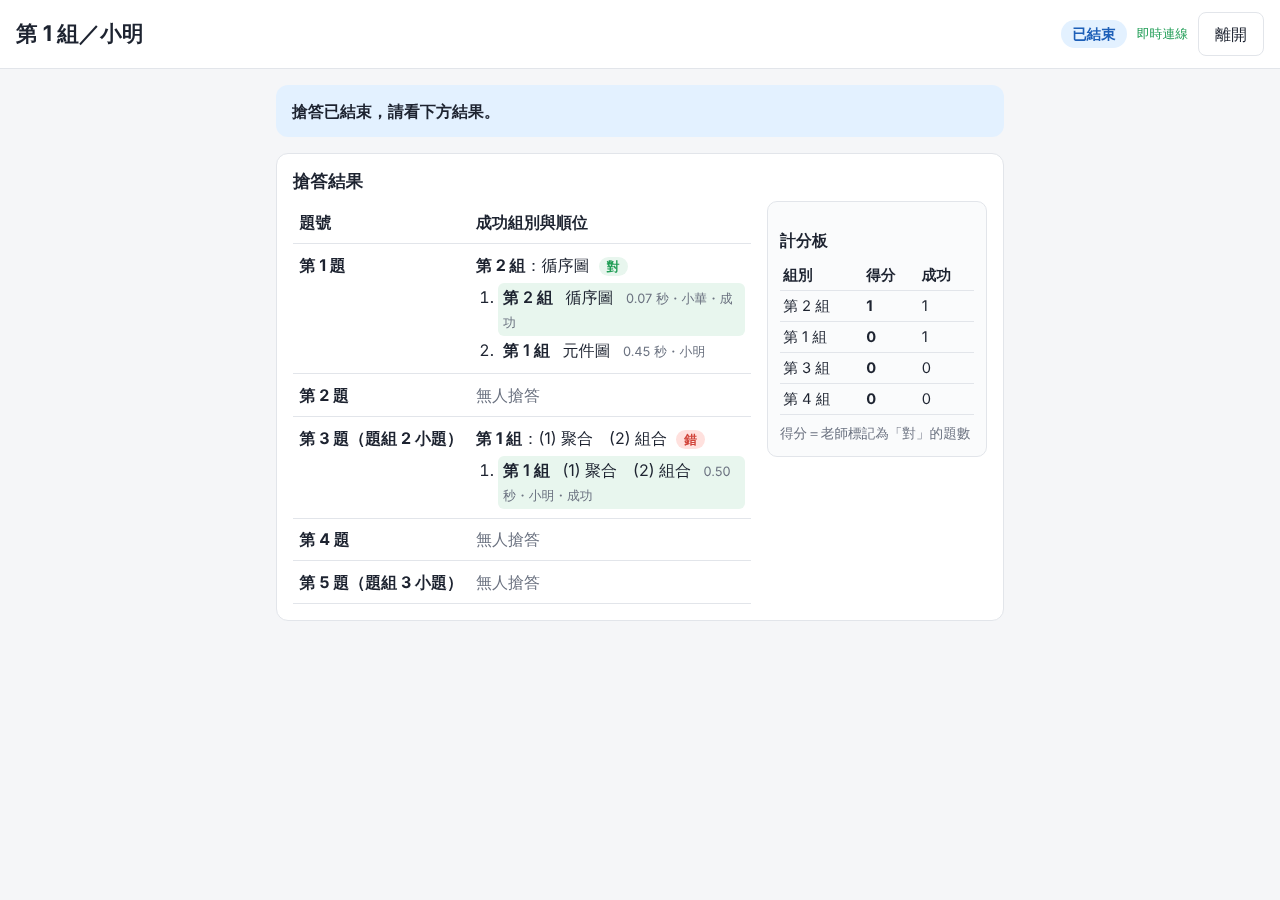 第 1 組／小明
已結束 即時連線 離開
搶答已結束，請看下方結果。
搶答結果
題號 成功組別與順位
第 1 題 第 2 組：循序圖 對
1. 第 2 組 循序圖 0.07 秒・小華・成
功
2. 第 1 組 元件圖 0.45 秒・小明
第 2 題 無人搶答
第 3 題（題組 2 小題） 第 1 組：(1) 聚合 (2) 組合 錯
1. 第 1 組 (1) 聚合 (2) 組合 0.50
秒・小明・成功
第 4 題 無人搶答
第 5 題（題組 3 小題） 無人搶答
計分板
組別 得分 成功
第 2 組 1 1
第 1 組 0 1
第 3 組 0 0
第 4 組 0 0
得分＝老師標記為「對」的題數